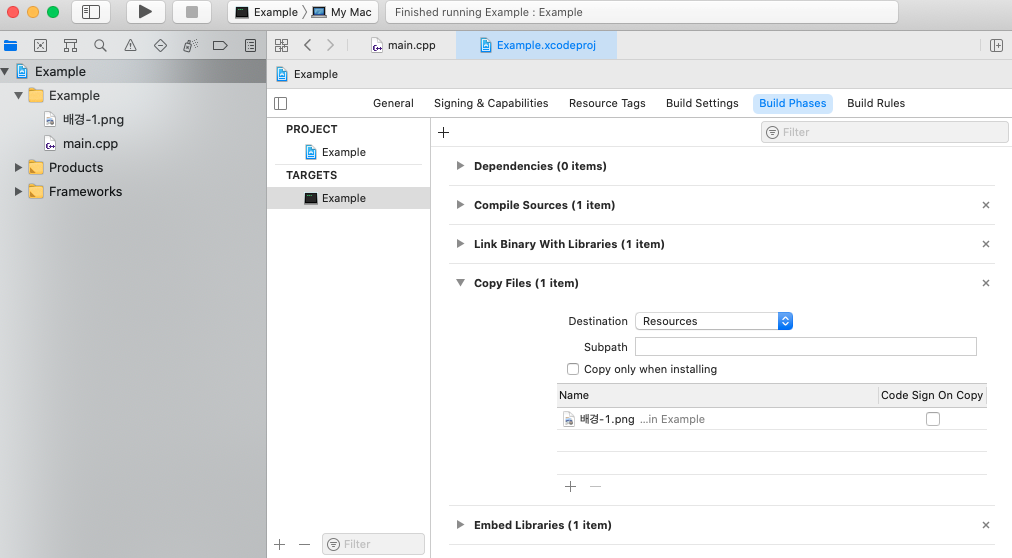 Example 〉 My Mac
Finished running Example : Example
main.cpp
Example.xcodeproj
Example
Example
General
Signing & Capabilities
Resource Tags
Build Settings
Build Phases
Build Rules
Example
배경-1.png
main.cpp
Products
Frameworks
PROJECT
Example
TARGETS
Example
Filter
Filter
Dependencies (0 items)
Compile Sources (1 item)
Link Binary With Libraries (1 item)
Copy Files (1 item)
Destination Resources
Subpath
Copy only when installing
Name Code Sign On Copy
배경-1.png ...in Example
Embed Libraries (1 item)